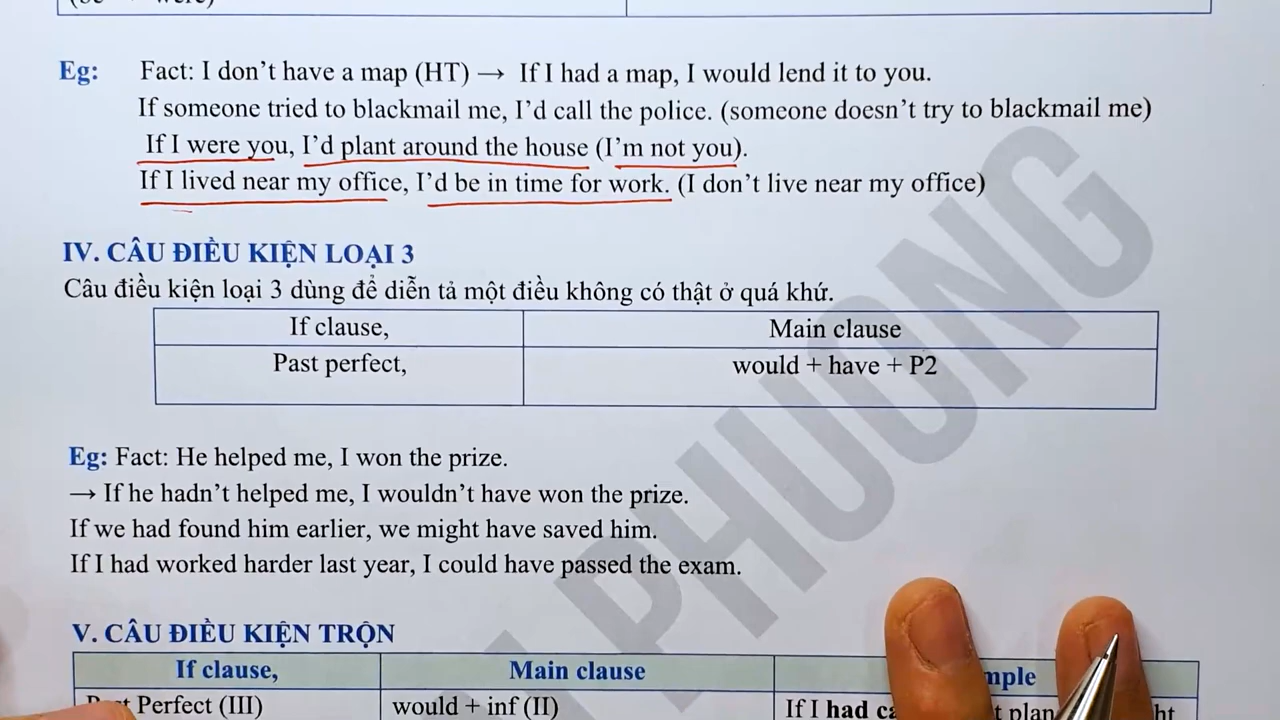 Eg: Fact: I don't have a map (HT) → If I had a map, I would lend it to you.
If someone tried to blackmail me, I'd call the police. (someone doesn't try to blackmail me)
If I were you, I'd plant around the house (I'm not you).
If I lived near my office, I'd be in time for work. (I don't live near my office)
IV. CÂU ĐIỀU KIỆN LOẠI 3
Câu điều kiện loại 3 dùng để diễn tả một điều không có thật ở quá khứ.
If clause, Main clause
Past perfect, would + have + P2
Eg: Fact: He helped me, I won the prize.
→ If he hadn't helped me, I wouldn't have won the prize.
If we had found him earlier, we might have saved him.
If I had worked harder last year, I could have passed the exam.
V. CÂU ĐIỀU KIỆN TRỘN
If clause, Main clause
Perfect (III) would + inf (II) If I had
PHUONG